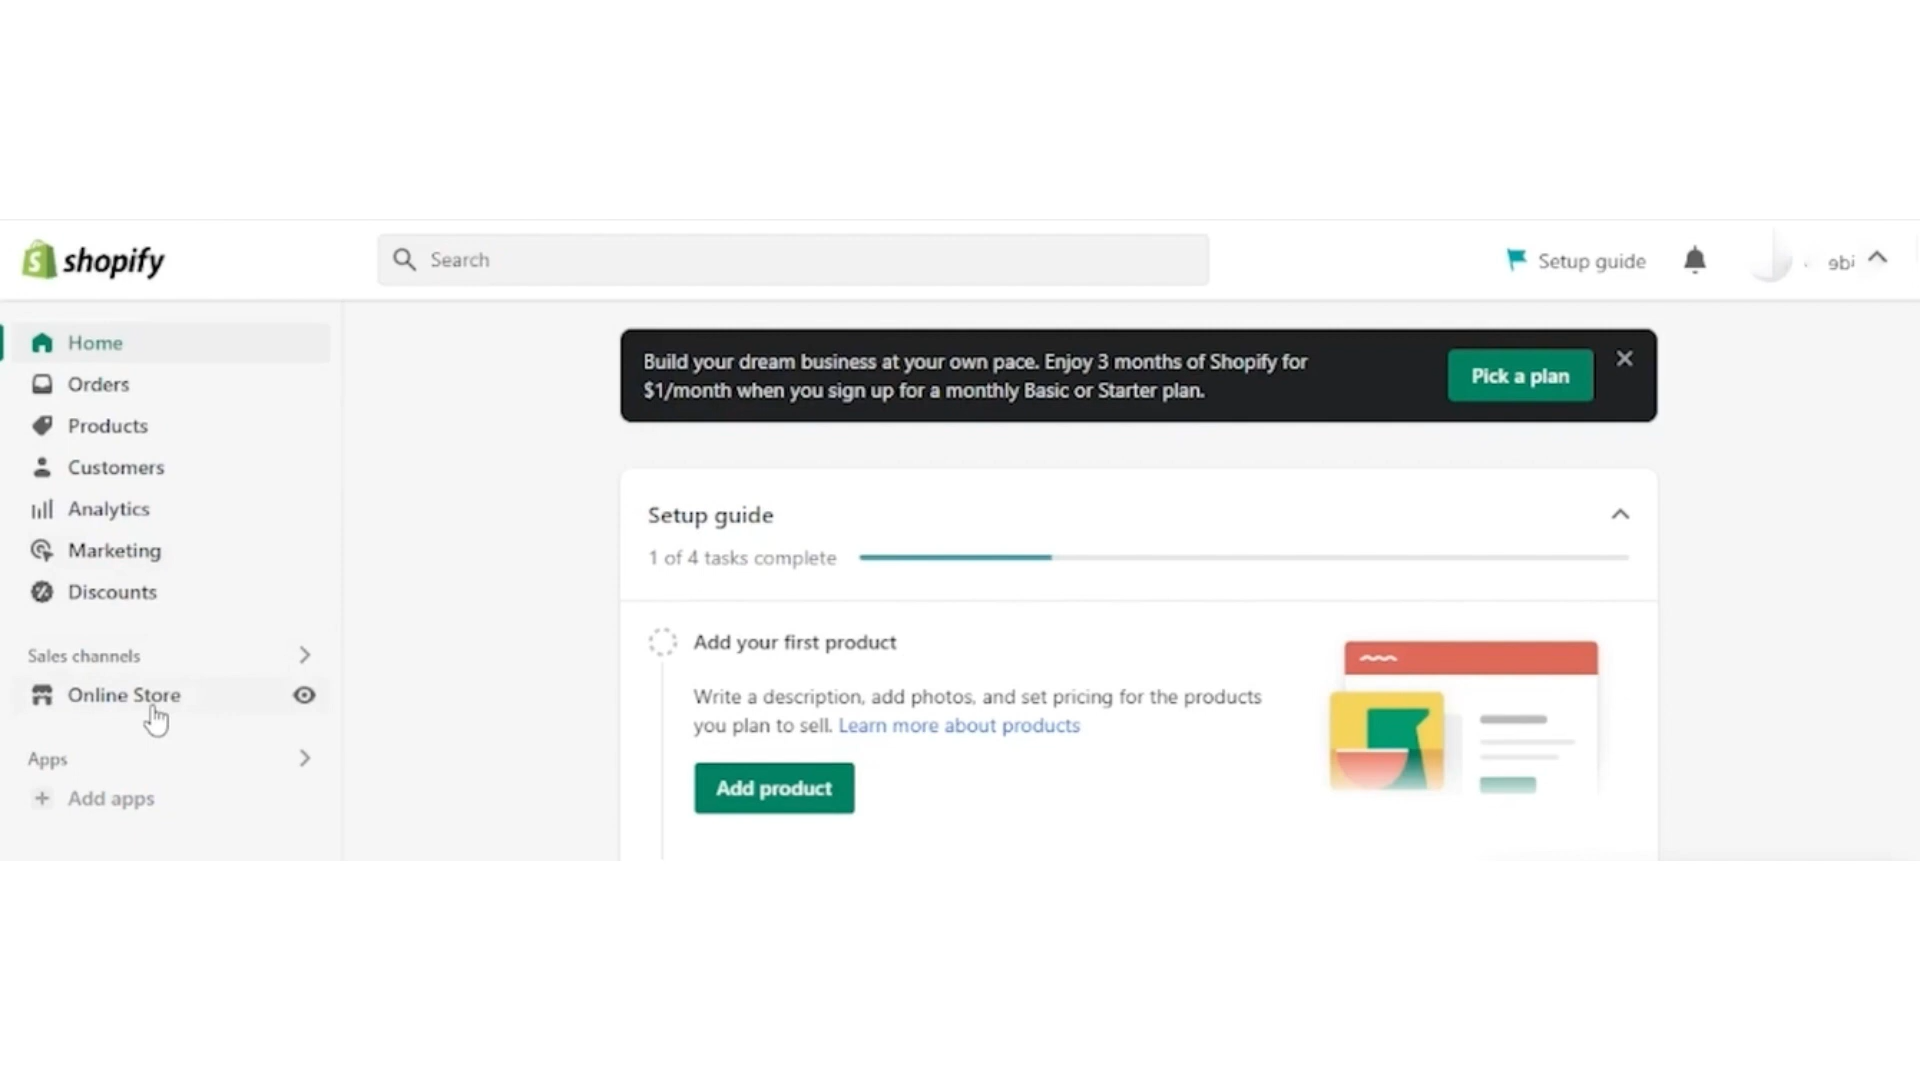 shopify
Search
Setup guide
Home
Orders
Products
Customers
Analytics
Marketing
Discounts
Sales channels
Online Store
Apps
Add apps
Build your dream business at your own pace. Enjoy 3 months of Shopify for
$1/month when you sign up for a monthly Basic or Starter plan.
Pick a plan
Setup guide
1 of 4 tasks complete
Add your first product
Write a description, add photos, and set pricing for the products
you plan to sell. Learn more about products
Add product